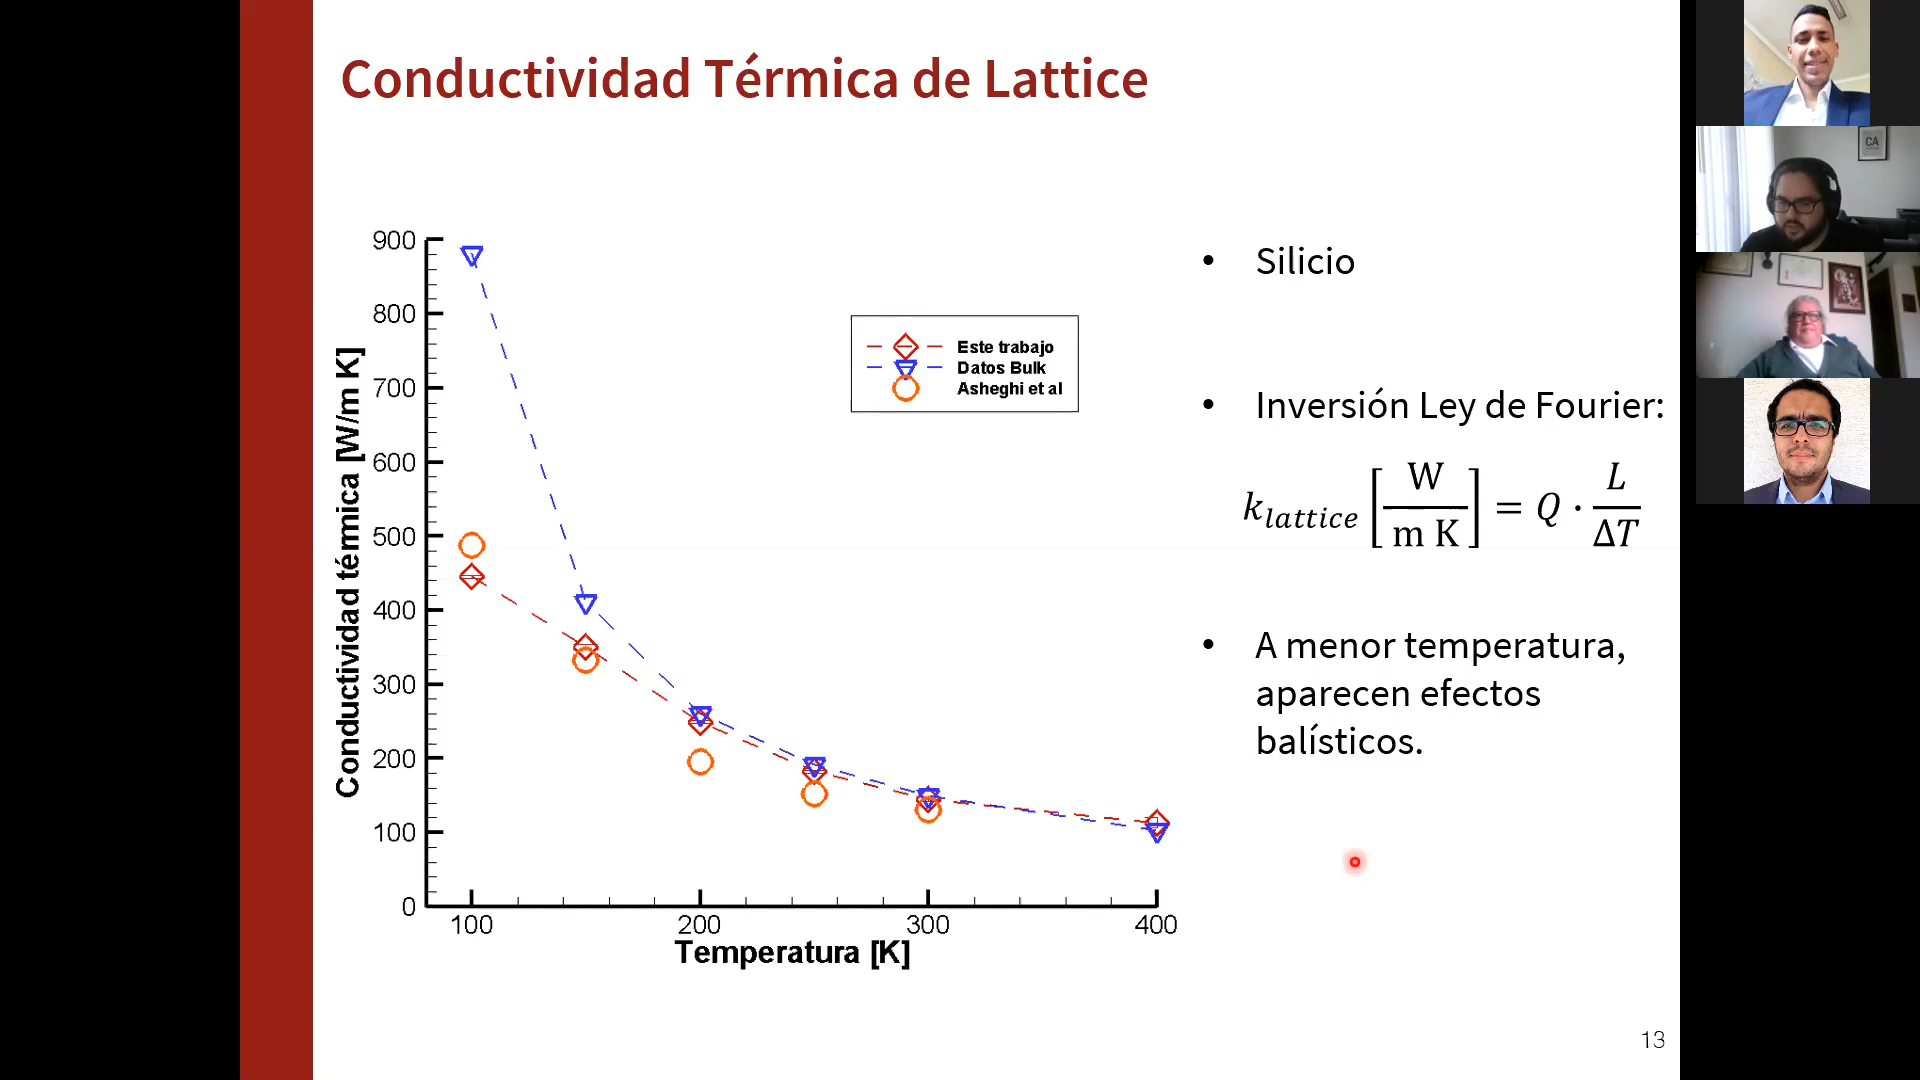 Conductividad Térmica de Lattice
900
800
700
600
500
400
300
200
100
0
Conductividad térmica [W/m K]
100
200
300
400
Temperatura [K]
Este trabajo
Datos Bulk
Asheghi et al
• Silicio
• Inversión Ley de Fourier:
k_lattice [W/m K] = Q · L/ΔT
• A menor temperatura,
aparecen efectos
balísticos.
13
CA